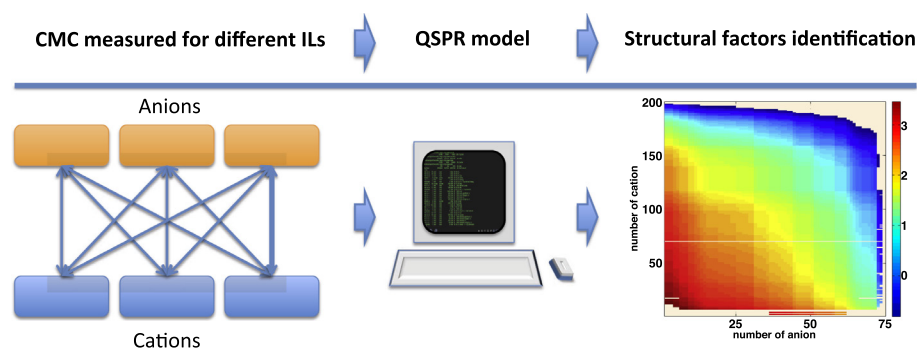 CMC measured for different ILs
QSPR model
Structural factors identification
Anions
Cations
200
150
100
50
number of cation
25
50
75
number of anion
3
2
1
0